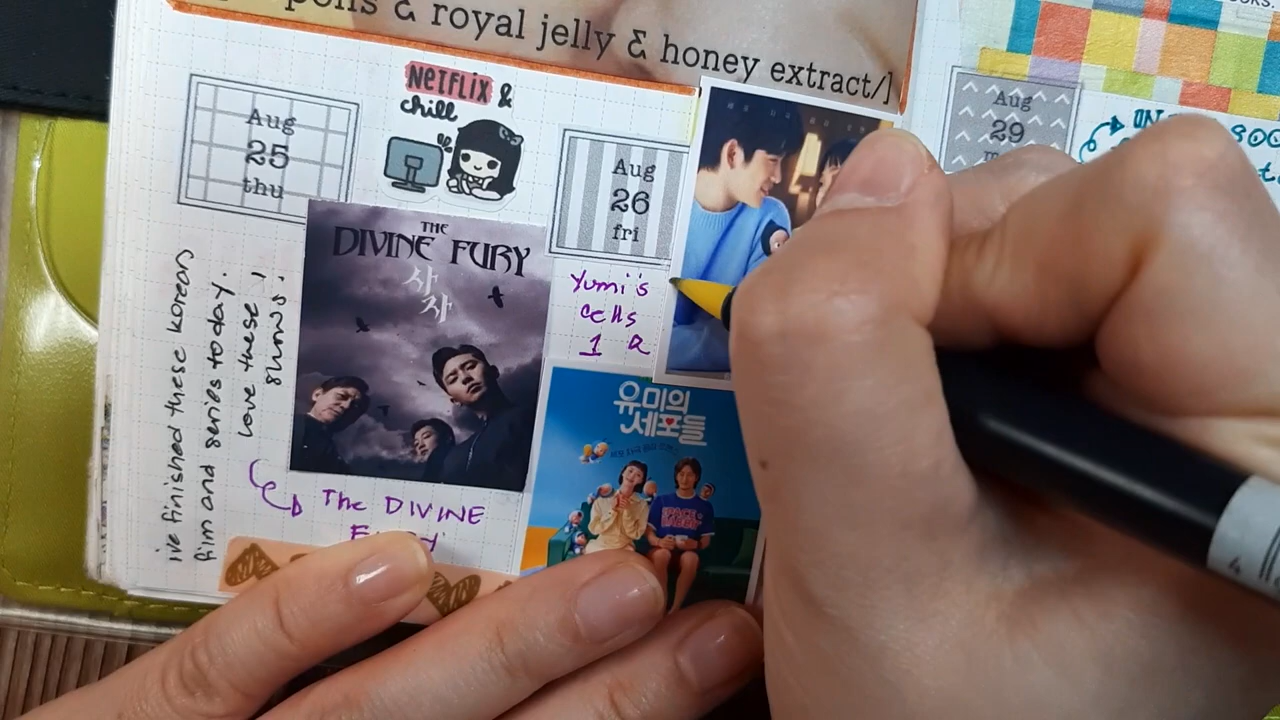 & royal jelly & honey extract/]
NETFLIX &
chill
Aug
25
thu
Aug
26
fri
Aug
29
THE
DIVINE FURY
사
자
Yumi's
cells
1 2
유미의
세포들
SPACE
i've finished these korean
film and series today.
love these
shows!
The DIVINE